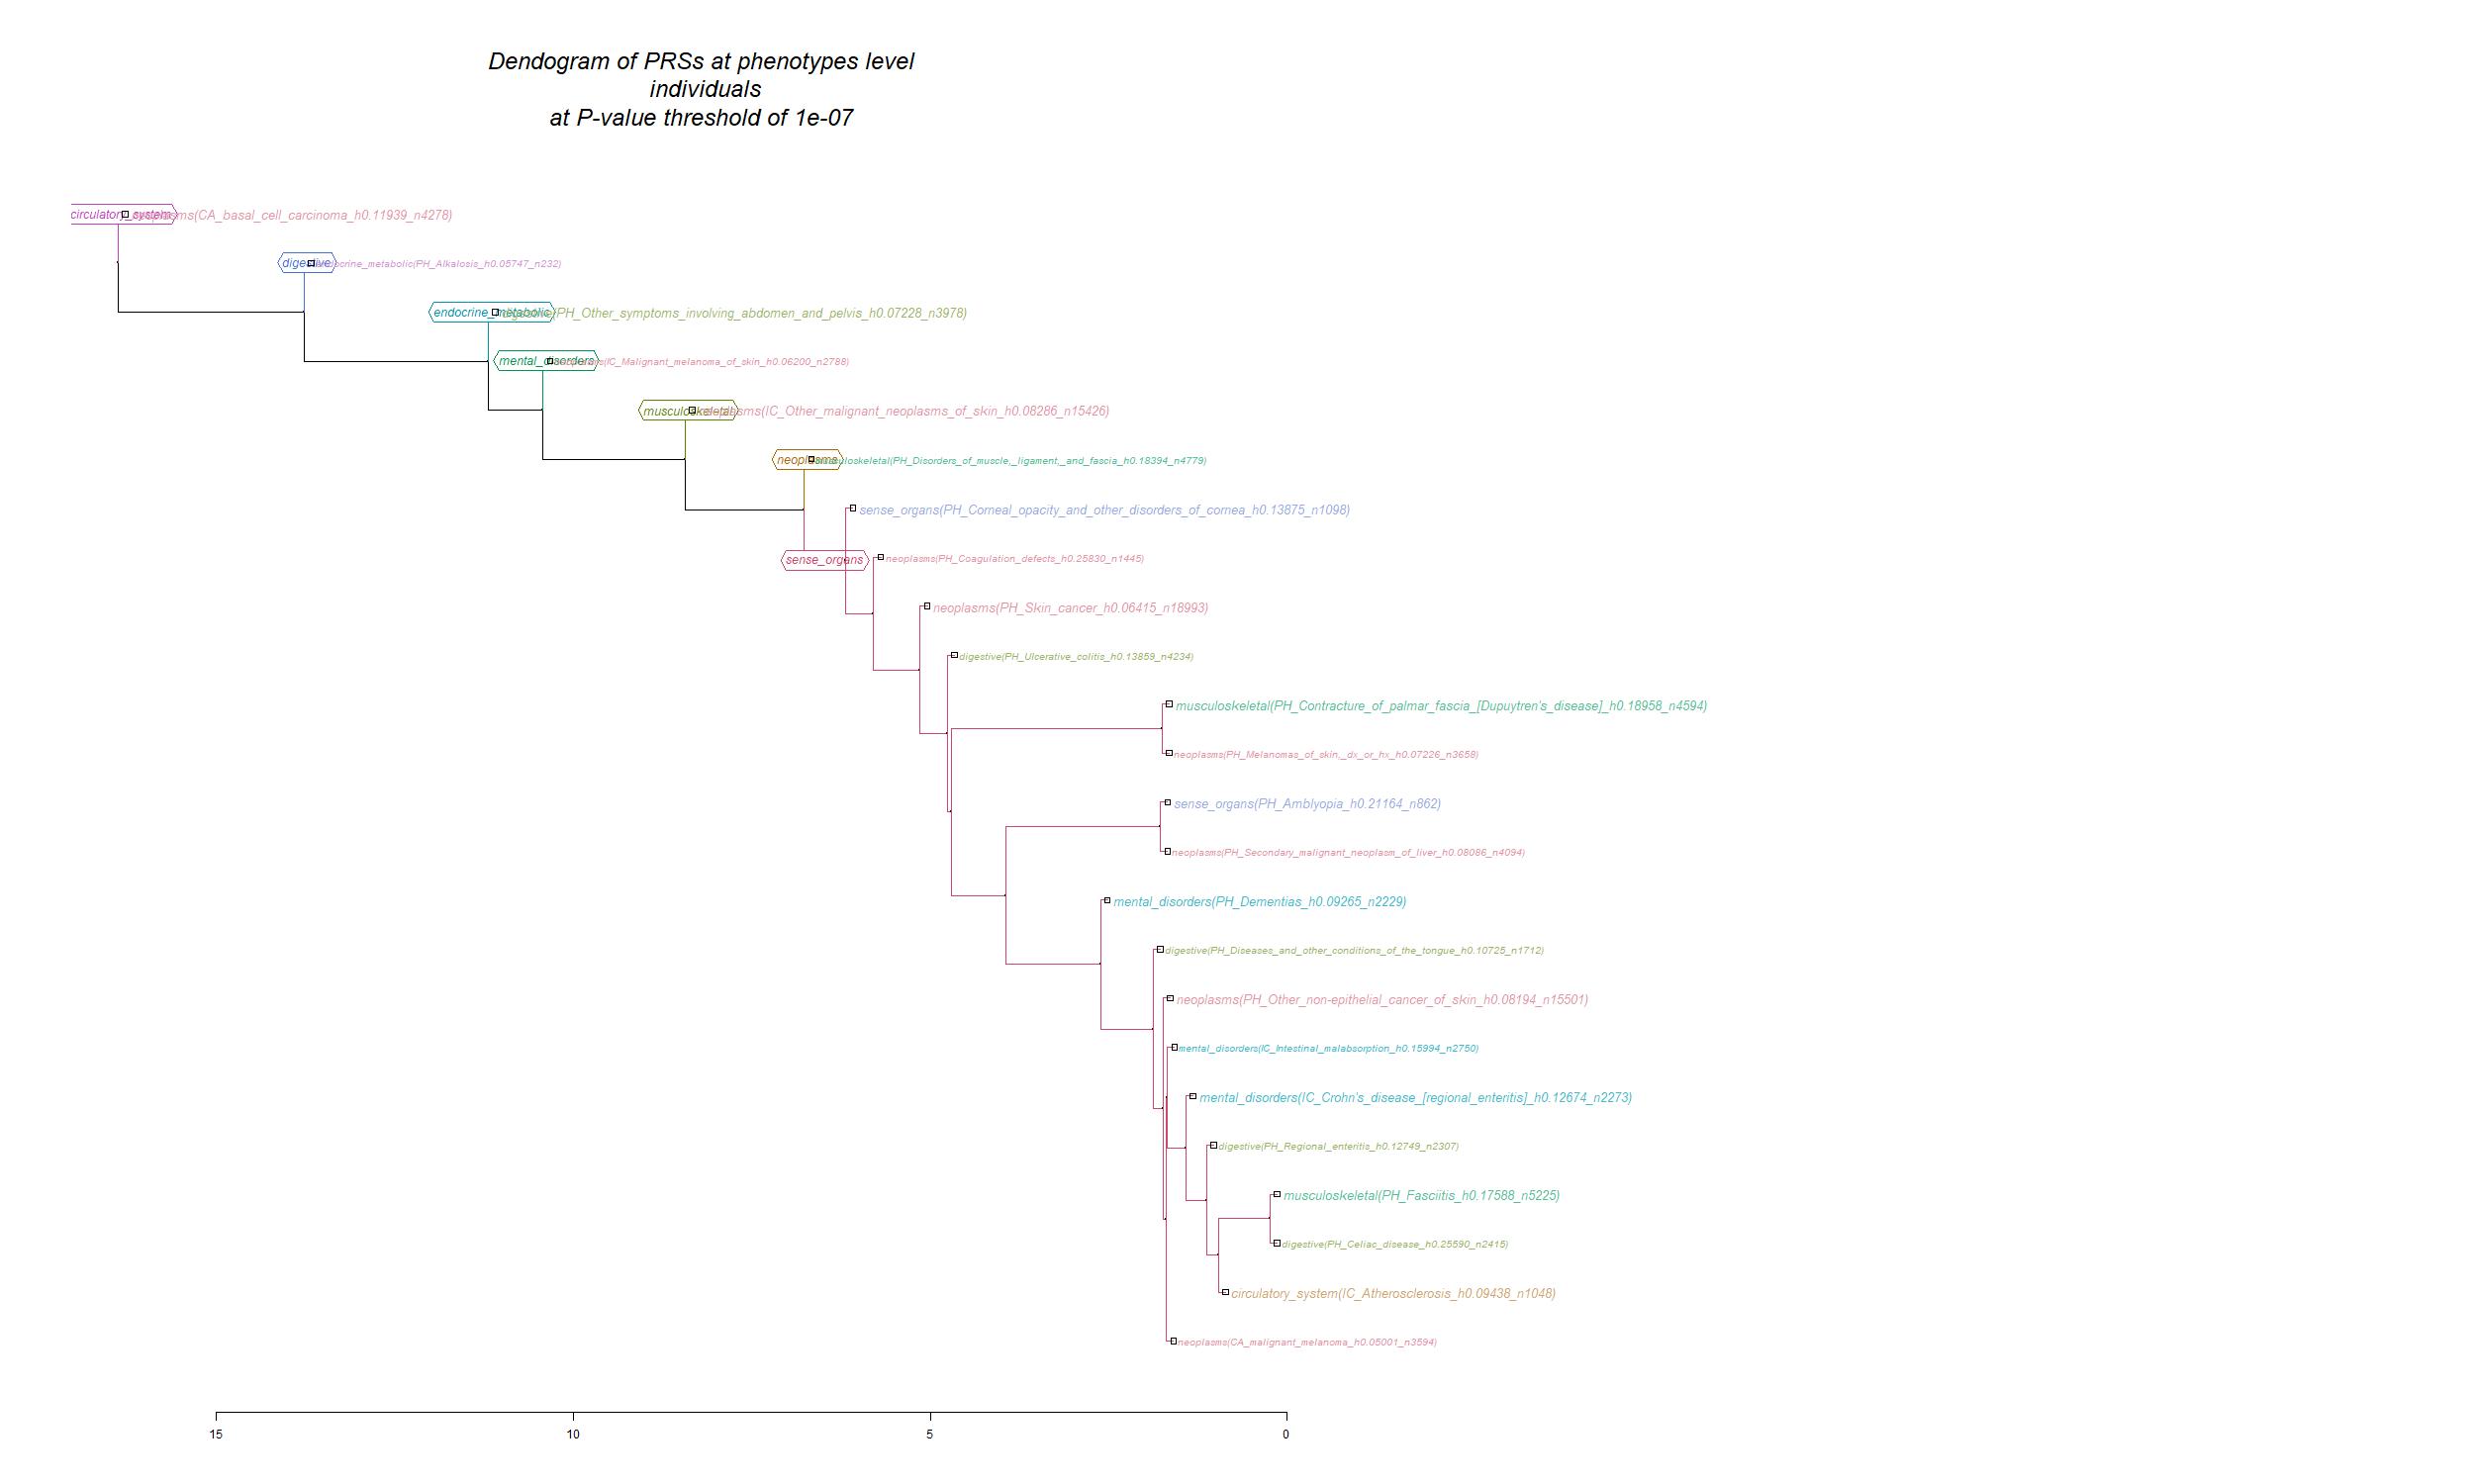 Dendogram of PRSs at phenotypes level
individuals
at P-value threshold of 1e-07
circulatory_system
neoplasms(CA_basal_cell_carcinoma_h0.11939_n4278)
digestive
endocrine_metabolic(PH_Alkalosis_h0.05747_n232)
endocrine_metabolic
digestive(PH_Other_symptoms_involving_abdomen_and_pelvis_h0.07228_n3978)
mental_disorders
neoplasms(IC_Malignant_melanoma_of_skin_h0.06200_n2788)
musculoskeletal
neoplasms(IC_Other_malignant_neoplasms_of_skin_h0.08286_n15426)
neoplasms
musculoskeletal(PH_Disorders_of_muscle,_ligament,_and_fascia_h0.18394_n4779)
sense_organs(PH_Corneal_opacity_and_other_disorders_of_cornea_h0.13875_n1098)
sense_organs
neoplasms(PH_Coagulation_defects_h0.25830_n1445)
neoplasms(PH_Skin_cancer_h0.06415_n18993)
digestive(PH_Ulcerative_colitis_h0.13859_n4234)
musculoskeletal(PH_Contracture_of_palmar_fascia_[Dupuytren's_disease]_h0.18958_n4594)
neoplasms(PH_Melanomas_of_skin,_dx_or_hx_h0.07226_n3658)
sense_organs(PH_Amblyopia_h0.21164_n862)
neoplasms(PH_Secondary_malignant_neoplasm_of_liver_h0.08086_n4094)
mental_disorders(PH_Dementias_h0.09265_n2229)
digestive(PH_Diseases_and_other_conditions_of_the_tongue_h0.10725_n1712)
neoplasms(PH_Other_non-epithelial_cancer_of_skin_h0.08194_n15501)
mental_disorders(IC_Intestinal_malabsorption_h0.15994_n2750)
mental_disorders(IC_Crohn's_disease_[regional_enteritis]_h0.12674_n2273)
digestive(PH_Regional_enteritis_h0.12749_n2307)
musculoskeletal(PH_Fasciitis_h0.17588_n5225)
digestive(PH_Celiac_disease_h0.25590_n2415)
circulatory_system(IC_Atherosclerosis_h0.09438_n1048)
neoplasms(CA_malignant_melanoma_h0.05001_n3594)
15 10 5 0